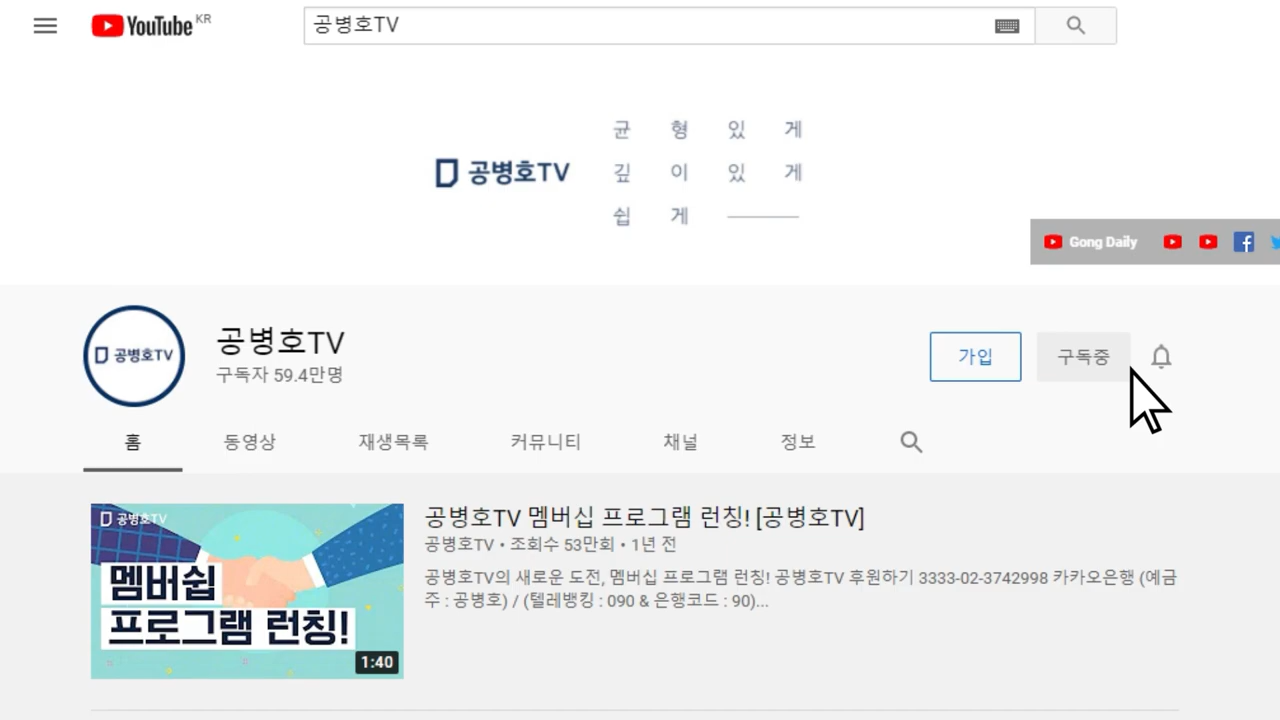 YouTube KR
공병호TV
공병호TV
균 형 있 게
깊 이 있 게
쉽 게
Gong Daily
공병호TV
공병호TV
구독자 59.4만명
가입
구독중
홈
동영상
재생목록
커뮤니티
채널
정보
공병호TV
멤버쉽
프로그램 런칭!
1:40
공병호TV 멤버십 프로그램 런칭! [공병호TV]
공병호TV • 조회수 53만회 • 1년 전
공병호TV의 새로운 도전, 멤버십 프로그램 런칭! 공병호TV 후원하기 3333-02-3742998 카카오은행 (예금
주 : 공병호) / (텔레뱅킹 : 090 & 은행코드 : 90)...